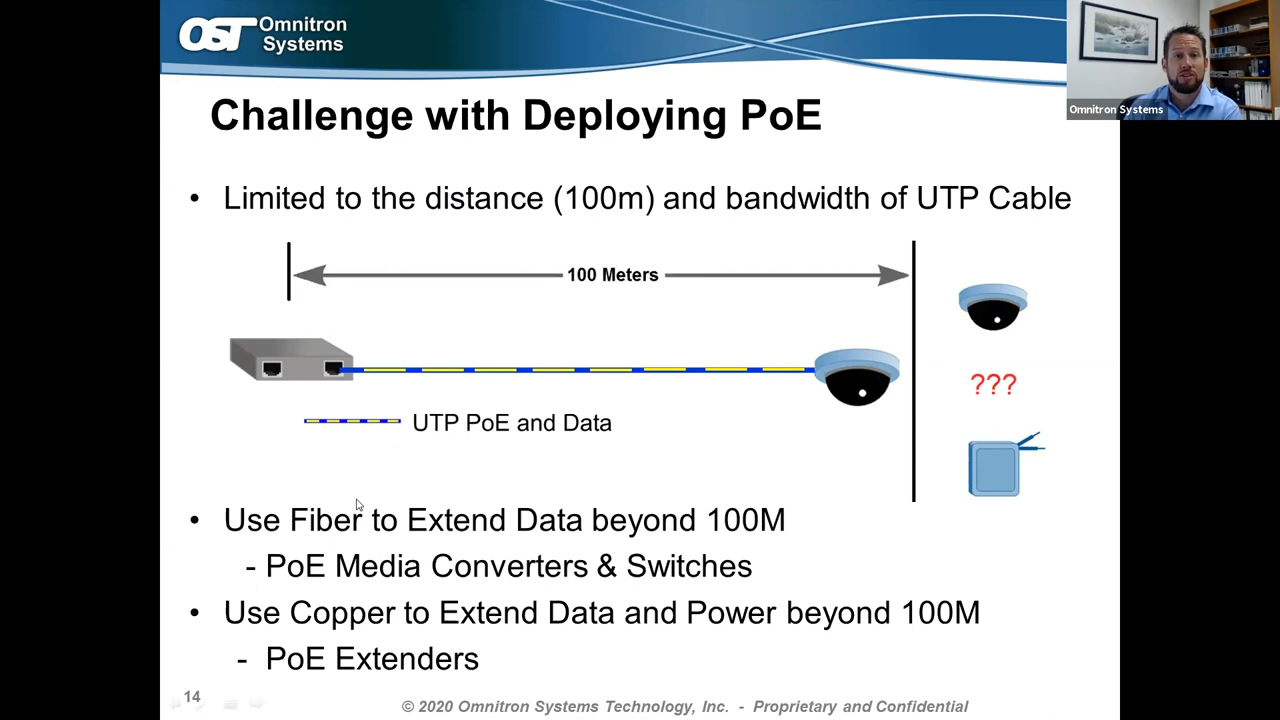 OST Omnitron
Systems
Omnitron Systems
Challenge with Deploying PoE
• Limited to the distance (100m) and bandwidth of UTP Cable
100 Meters
???
UTP PoE and Data
• Use Fiber to Extend Data beyond 100M
- PoE Media Converters & Switches
• Use Copper to Extend Data and Power beyond 100M
- PoE Extenders
14
© 2020 Omnitron Systems Technology, Inc. - Proprietary and Confidential